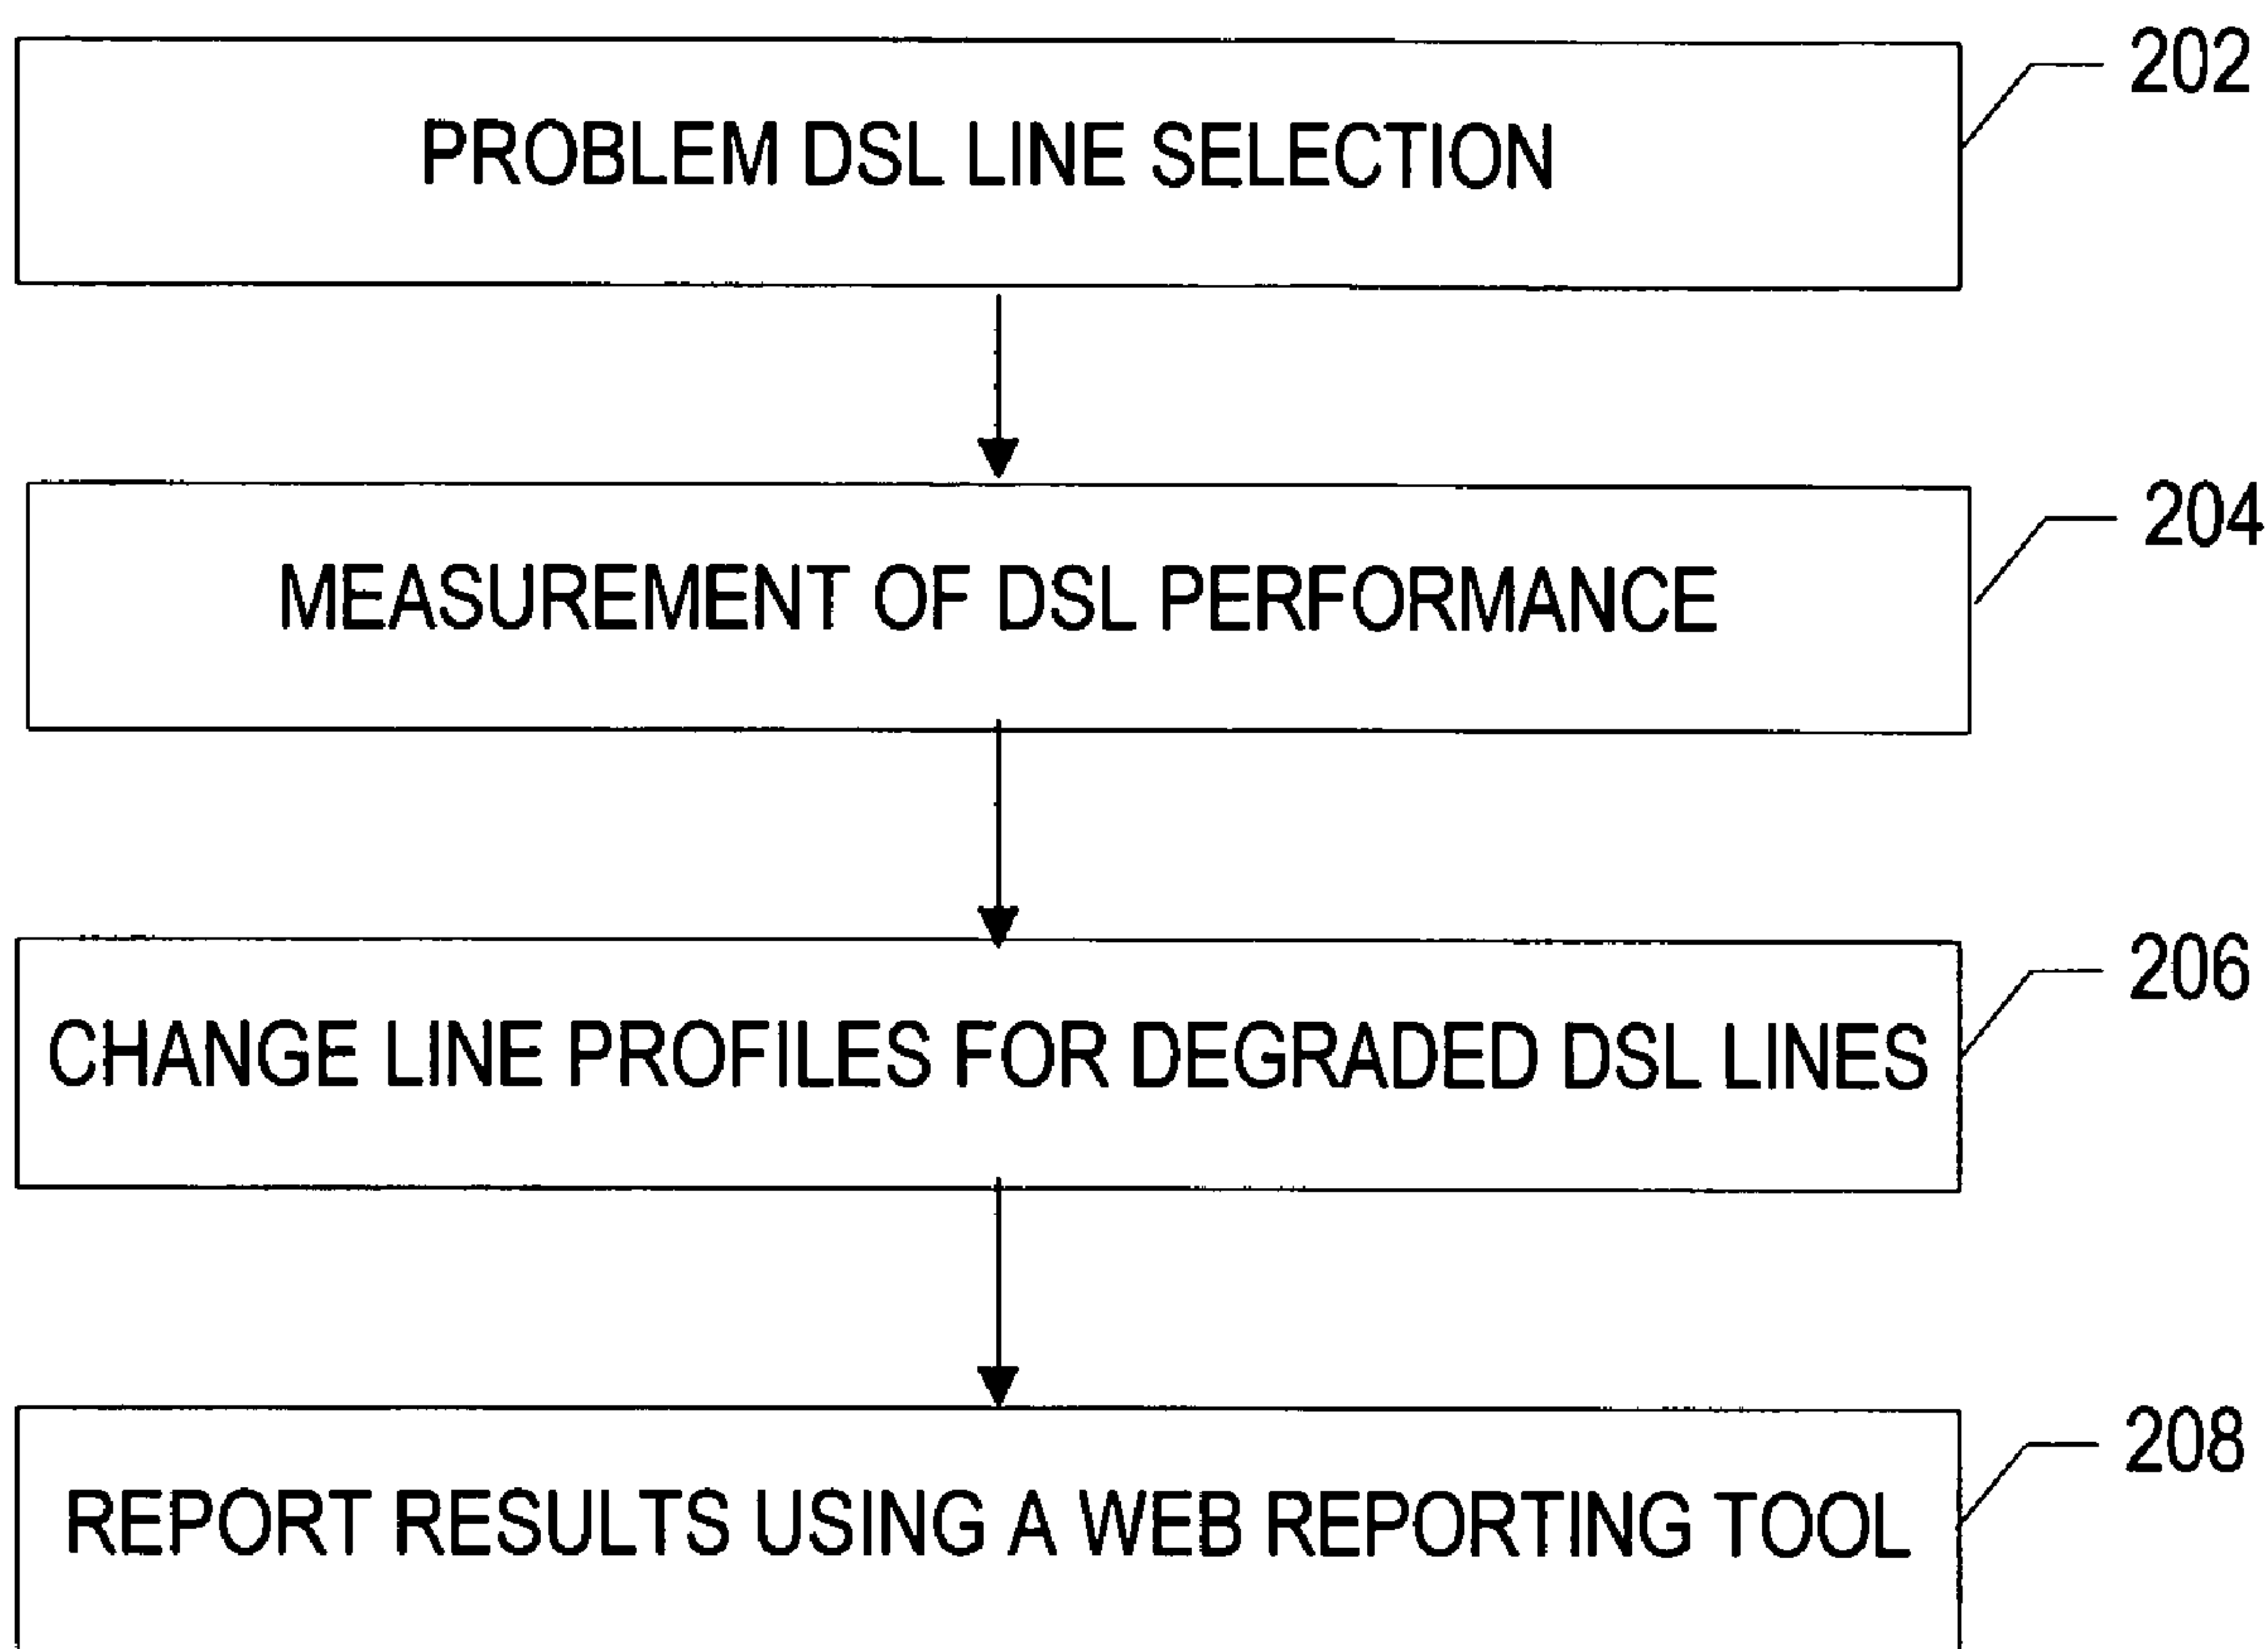 PROBLEM DSL LINE SELECTION
202
MEASUREMENT OF DSL PERFORMANCE
204
CHANGE LINE PROFILES FOR DEGRADED DSL LINES
206
REPORT RESULTS USING A WEB REPORTING TOOL
208